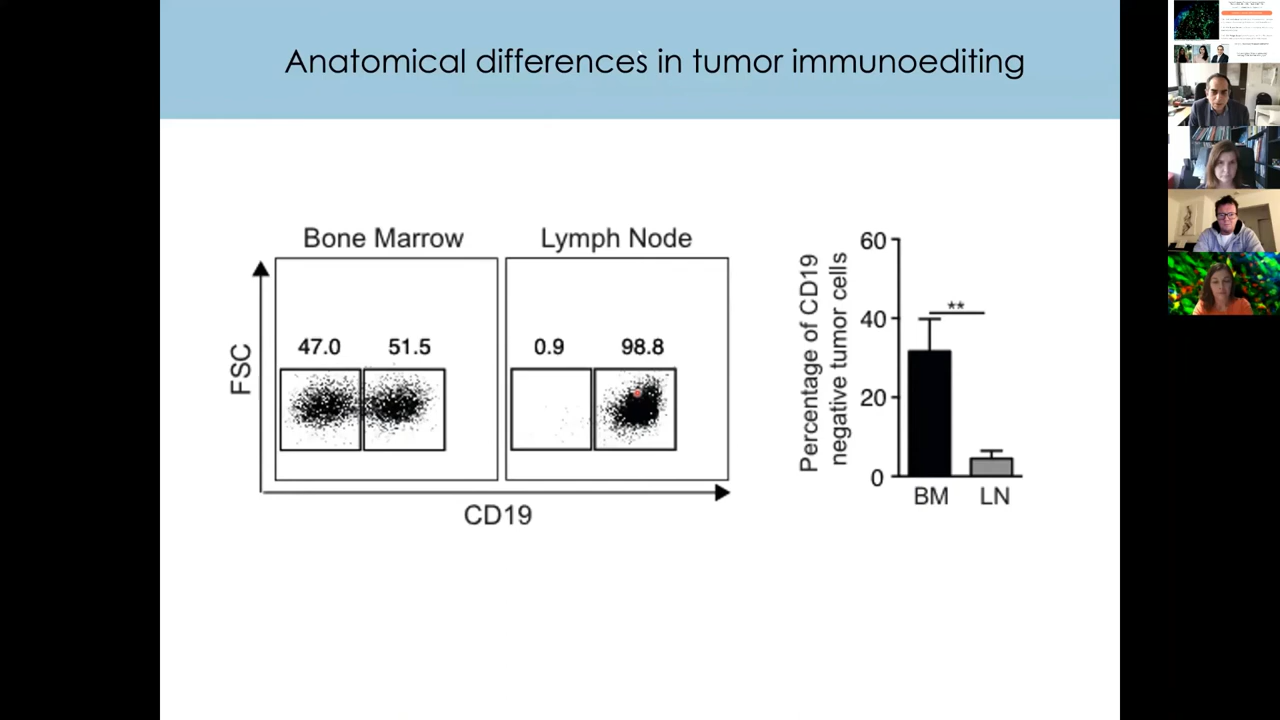 Anatomical differences in tumor immunoediting
Bone Marrow
Lymph Node
47.0
51.5
0.9
98.8
FSC
CD19
Percentage of CD19
negative tumor cells
60
40
20
0
**
BM
LN